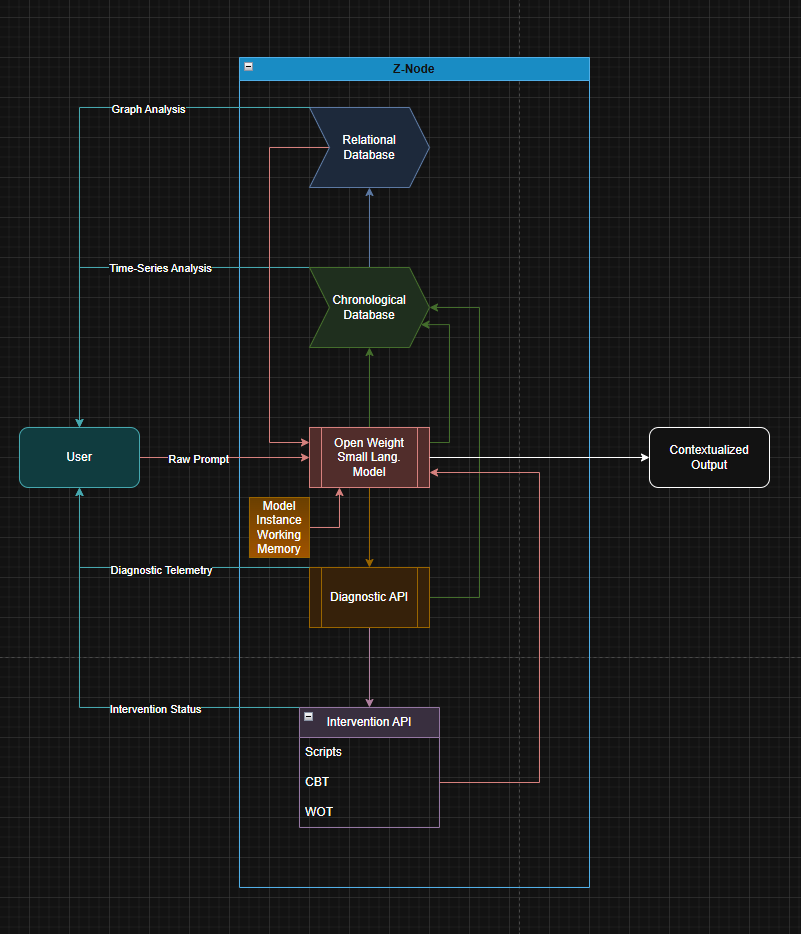 Z-Node
Graph Analysis
Relational
Database
Time-Series Analysis
Chronological
Database
User
Raw Prompt
Open Weight
Small Lang.
Model
Contextualized
Output
Model
Instance
Working
Memory
Diagnostic Telemetry
Diagnostic API
Intervention Status
Intervention API
Scripts
CBT
WOT